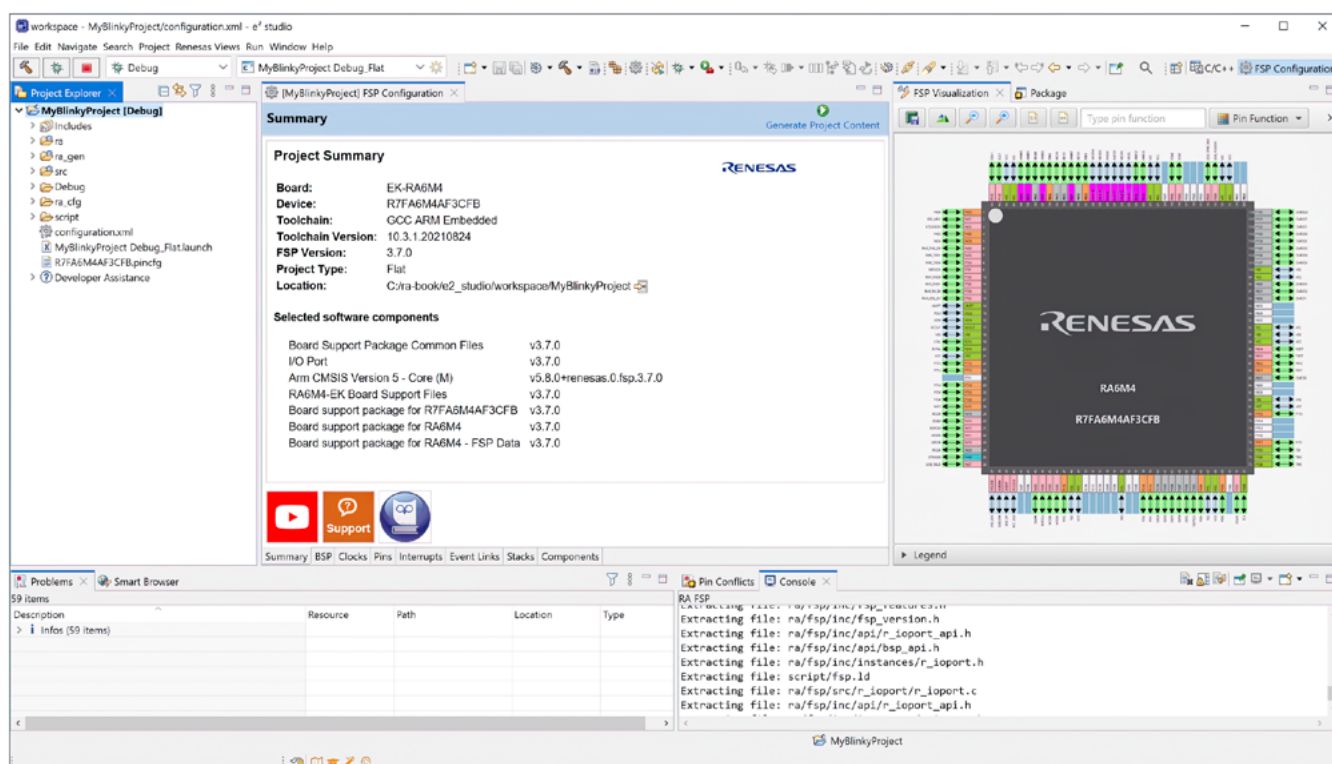 workspace - MyBlinkyProject/configuration.xml - e² studio
File Edit Navigate Search Project Renesas Views Run Window Help
Debug
MyBlinkyProject Debug_Flat
C/C++
FSP Configuration
Project Explorer
MyBlinkyProject [Debug]
Includes
ra
ra_gen
src
Debug
ra_cfg
script
configuration.xml
MyBlinkyProject Debug_Flat.launch
R7FA6M4AF3CFB.pincfg
Developer Assistance
[MyBlinkyProject] FSP Configuration
Summary
Generate Project Content
Project Summary
RENESAS
Board: EK-RA6M4
Device: R7FA6M4AF3CFB
Toolchain: GCC ARM Embedded
Toolchain Version: 10.3.1.20210824
FSP Version: 3.7.0
Project Type: Flat
Location: C:/ra-book/e2_studio/workspace/MyBlinkyProject
Selected software components
Board Support Package Common Files v3.7.0
I/O Port v3.7.0
Arm CMSIS Version 5 - Core (M) v5.8.0+renesas.0.fsp.3.7.0
RA6M4-EK Board Support Files v3.7.0
Board support package for R7FA6M4AF3CFB v3.7.0
Board support package for RA6M4 v3.7.0
Board support package for RA6M4 - FSP Data v3.7.0
Support
Summary BSP Clocks Pins Interrupts Event Links Stacks Components
FSP Visualization
Package
Type pin function
Pin Function
RENESAS
RA6M4
R7FA6M4AF3CFB
Legend
Problems
Smart Browser
59 items
Description Resource Path Location Type
i Infos (59 items)
Pin Conflicts
Console
RA FSP
Extracting file: ra/fsp/inc/fsp_features.h
Extracting file: ra/fsp/inc/fsp_version.h
Extracting file: ra/fsp/inc/api/r_ioport_api.h
Extracting file: ra/fsp/inc/api/bsp_api.h
Extracting file: ra/fsp/inc/instances/r_ioport.h
Extracting file: script/fsp.ld
Extracting file: ra/fsp/src/r_ioport/r_ioport.c
Extracting file: ra/fsp/inc/api/r_ioport_api.h
MyBlinkyProject